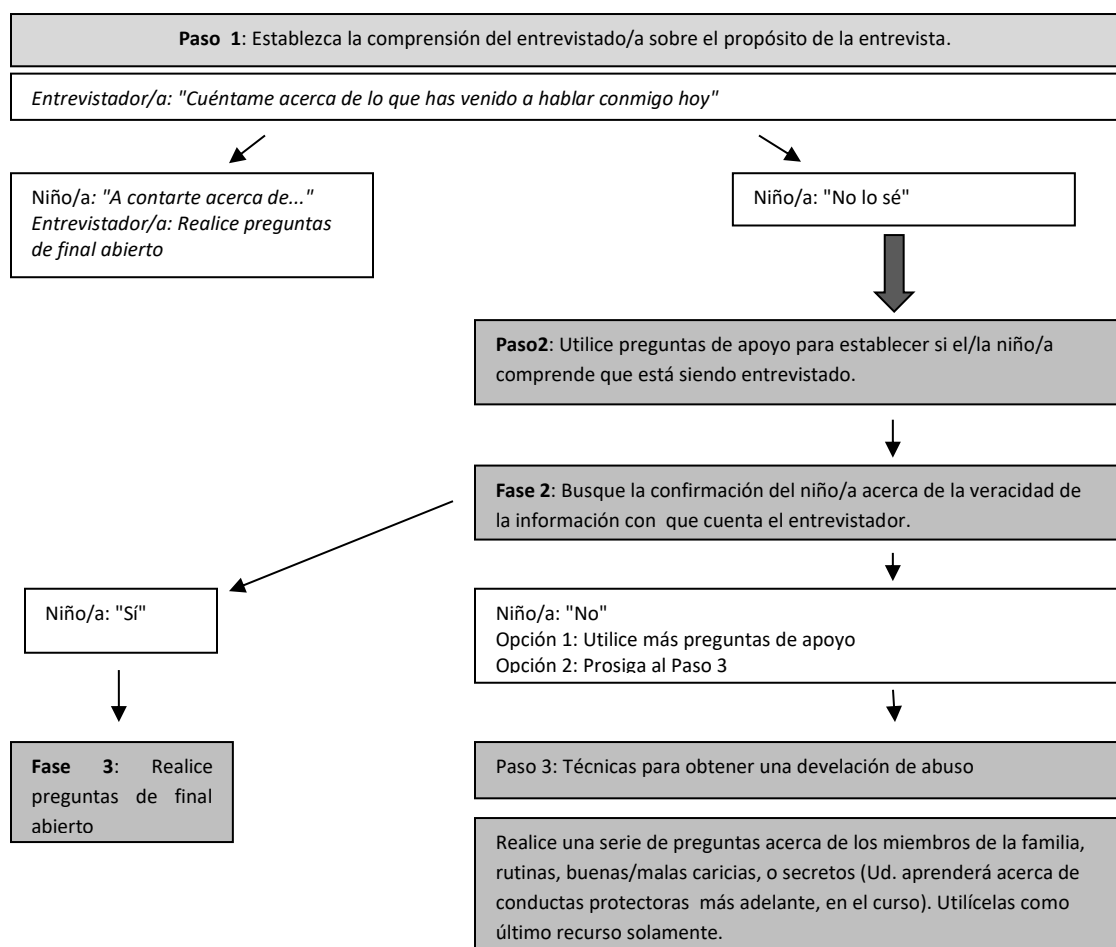 Paso 1: Establezca la comprensión del entrevistado/a sobre el propósito de la entrevista.
Entrevistador/a: "Cuéntame acerca de lo que has venido a hablar conmigo hoy"
Niño/a: "A contarte acerca de..."
Entrevistador/a: Realice preguntas
de final abierto
Niño/a: "No lo sé"
Paso2: Utilice preguntas de apoyo para establecer si el/la niño/a
comprende que está siendo entrevistado.
Fase 2: Busque la confirmación del niño/a acerca de la veracidad de
la información con que cuenta el entrevistador.
Niño/a: "Sí"
Niño/a: "No"
Opción 1: Utilice más preguntas de apoyo
Opción 2: Prosiga al Paso 3
Fase 3: Realice
preguntas de final
abierto
Paso 3: Técnicas para obtener una develación de abuso
Realice una serie de preguntas acerca de los miembros de la familia,
rutinas, buenas/malas caricias, o secretos (Ud. aprenderá acerca de
conductas protectoras más adelante, en el curso). Utilícelas como
último recurso solamente.